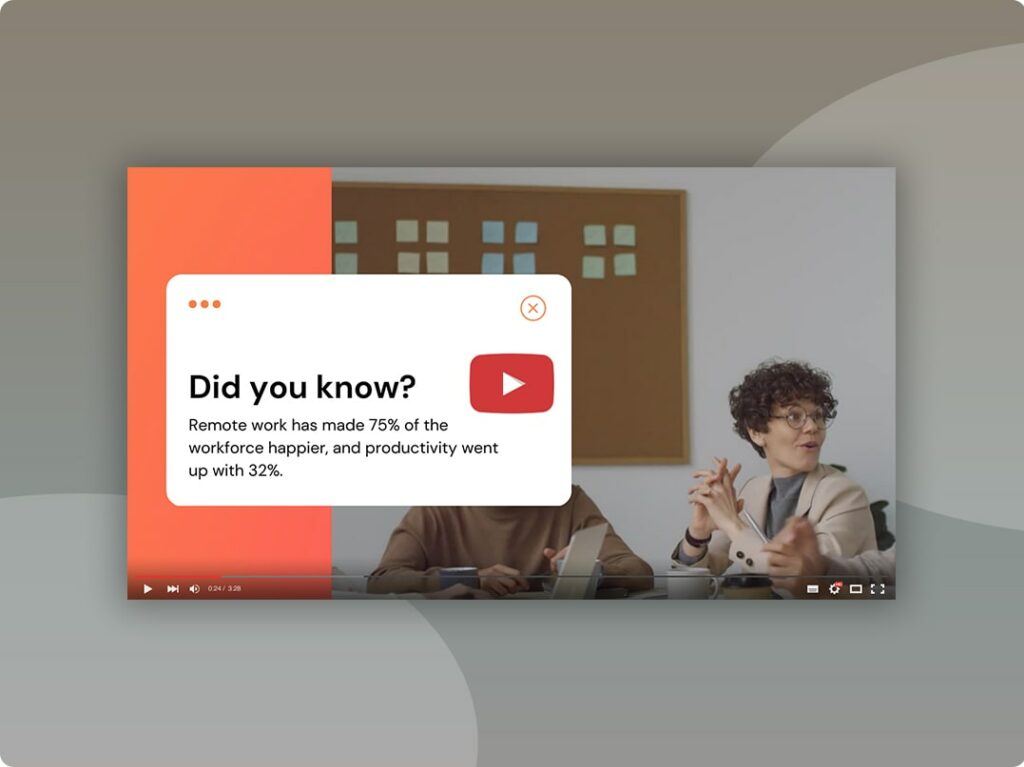 Did you know?
Remote work has made 75% of the
workforce happier, and productivity went
up with 32%.
0:24 / 3:28